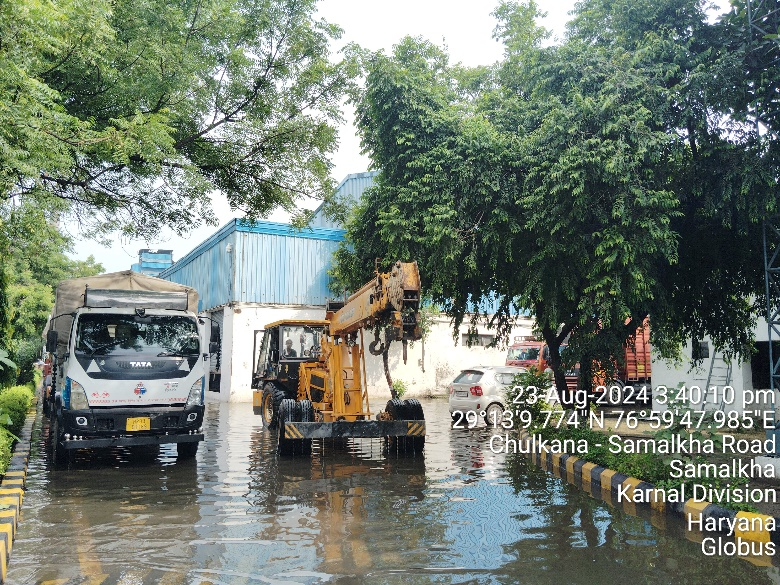 TATA
23 Aug 2024 3:40:10 pm
29°13'9.774"N 76°59'47.985"E
Chulkana - Samalkha Road
Samalkha
Karnal Division
Haryana
Globus